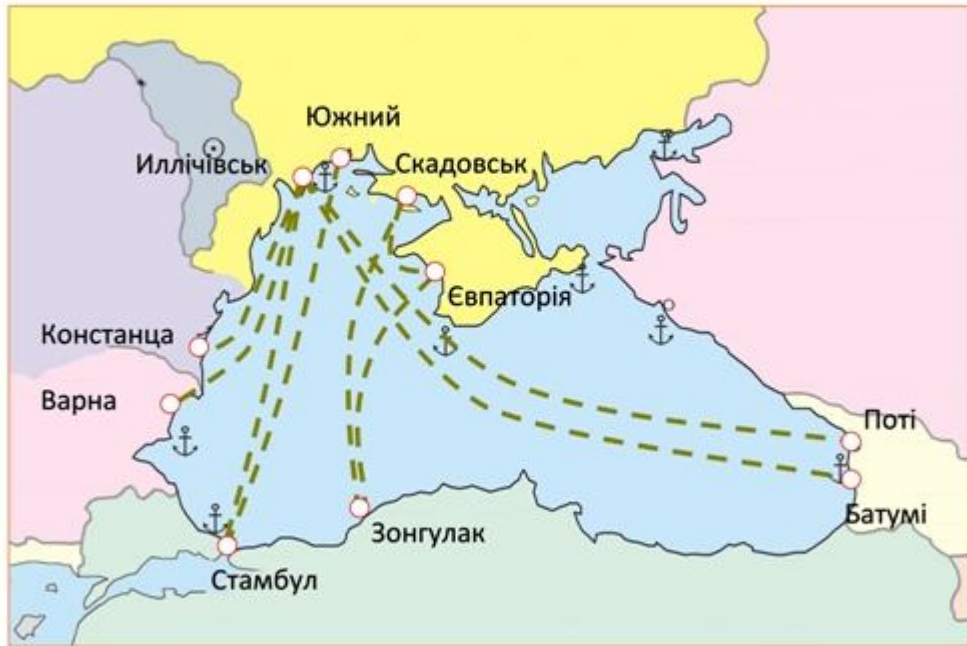 Южний
Иллічівськ
Скадовськ
Євпаторія
Констанца
Варна
Поті
Батумі
Зонгулак
Стамбул